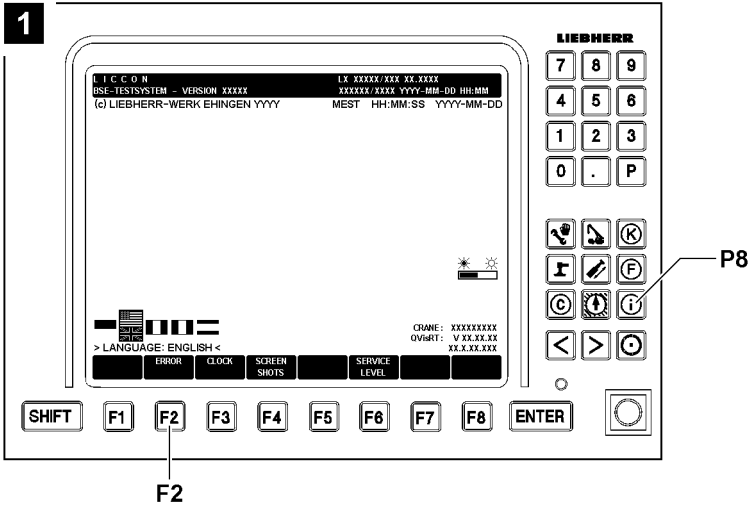 1
LIEBHERR
L I C C O N
LX XXXXX/XXX XX.XXXX
BSE-TESTSYSTEM - VERSION XXXXX
XXXXXX/XXXX YYYY-MM-DD HH:MM
(c) LIEBHERR-WERK EHINGEN YYYY
MEST HH:MM:SS YYYY-MM-DD
7 8 9
4 5 6
1 2 3
0 . P
K
F
P8
C i
< >
CRANE: XXXXXXXXX
QVisRT: V XX.XX.XX
XX.X.XX.XXX
> LANGUAGE: ENGLISH <
ERROR
CLOCK
SCREEN
SHOTS
SERVICE
LEVEL
SHIFT F1 F2 F3 F4 F5 F6 F7 F8 ENTER
F2